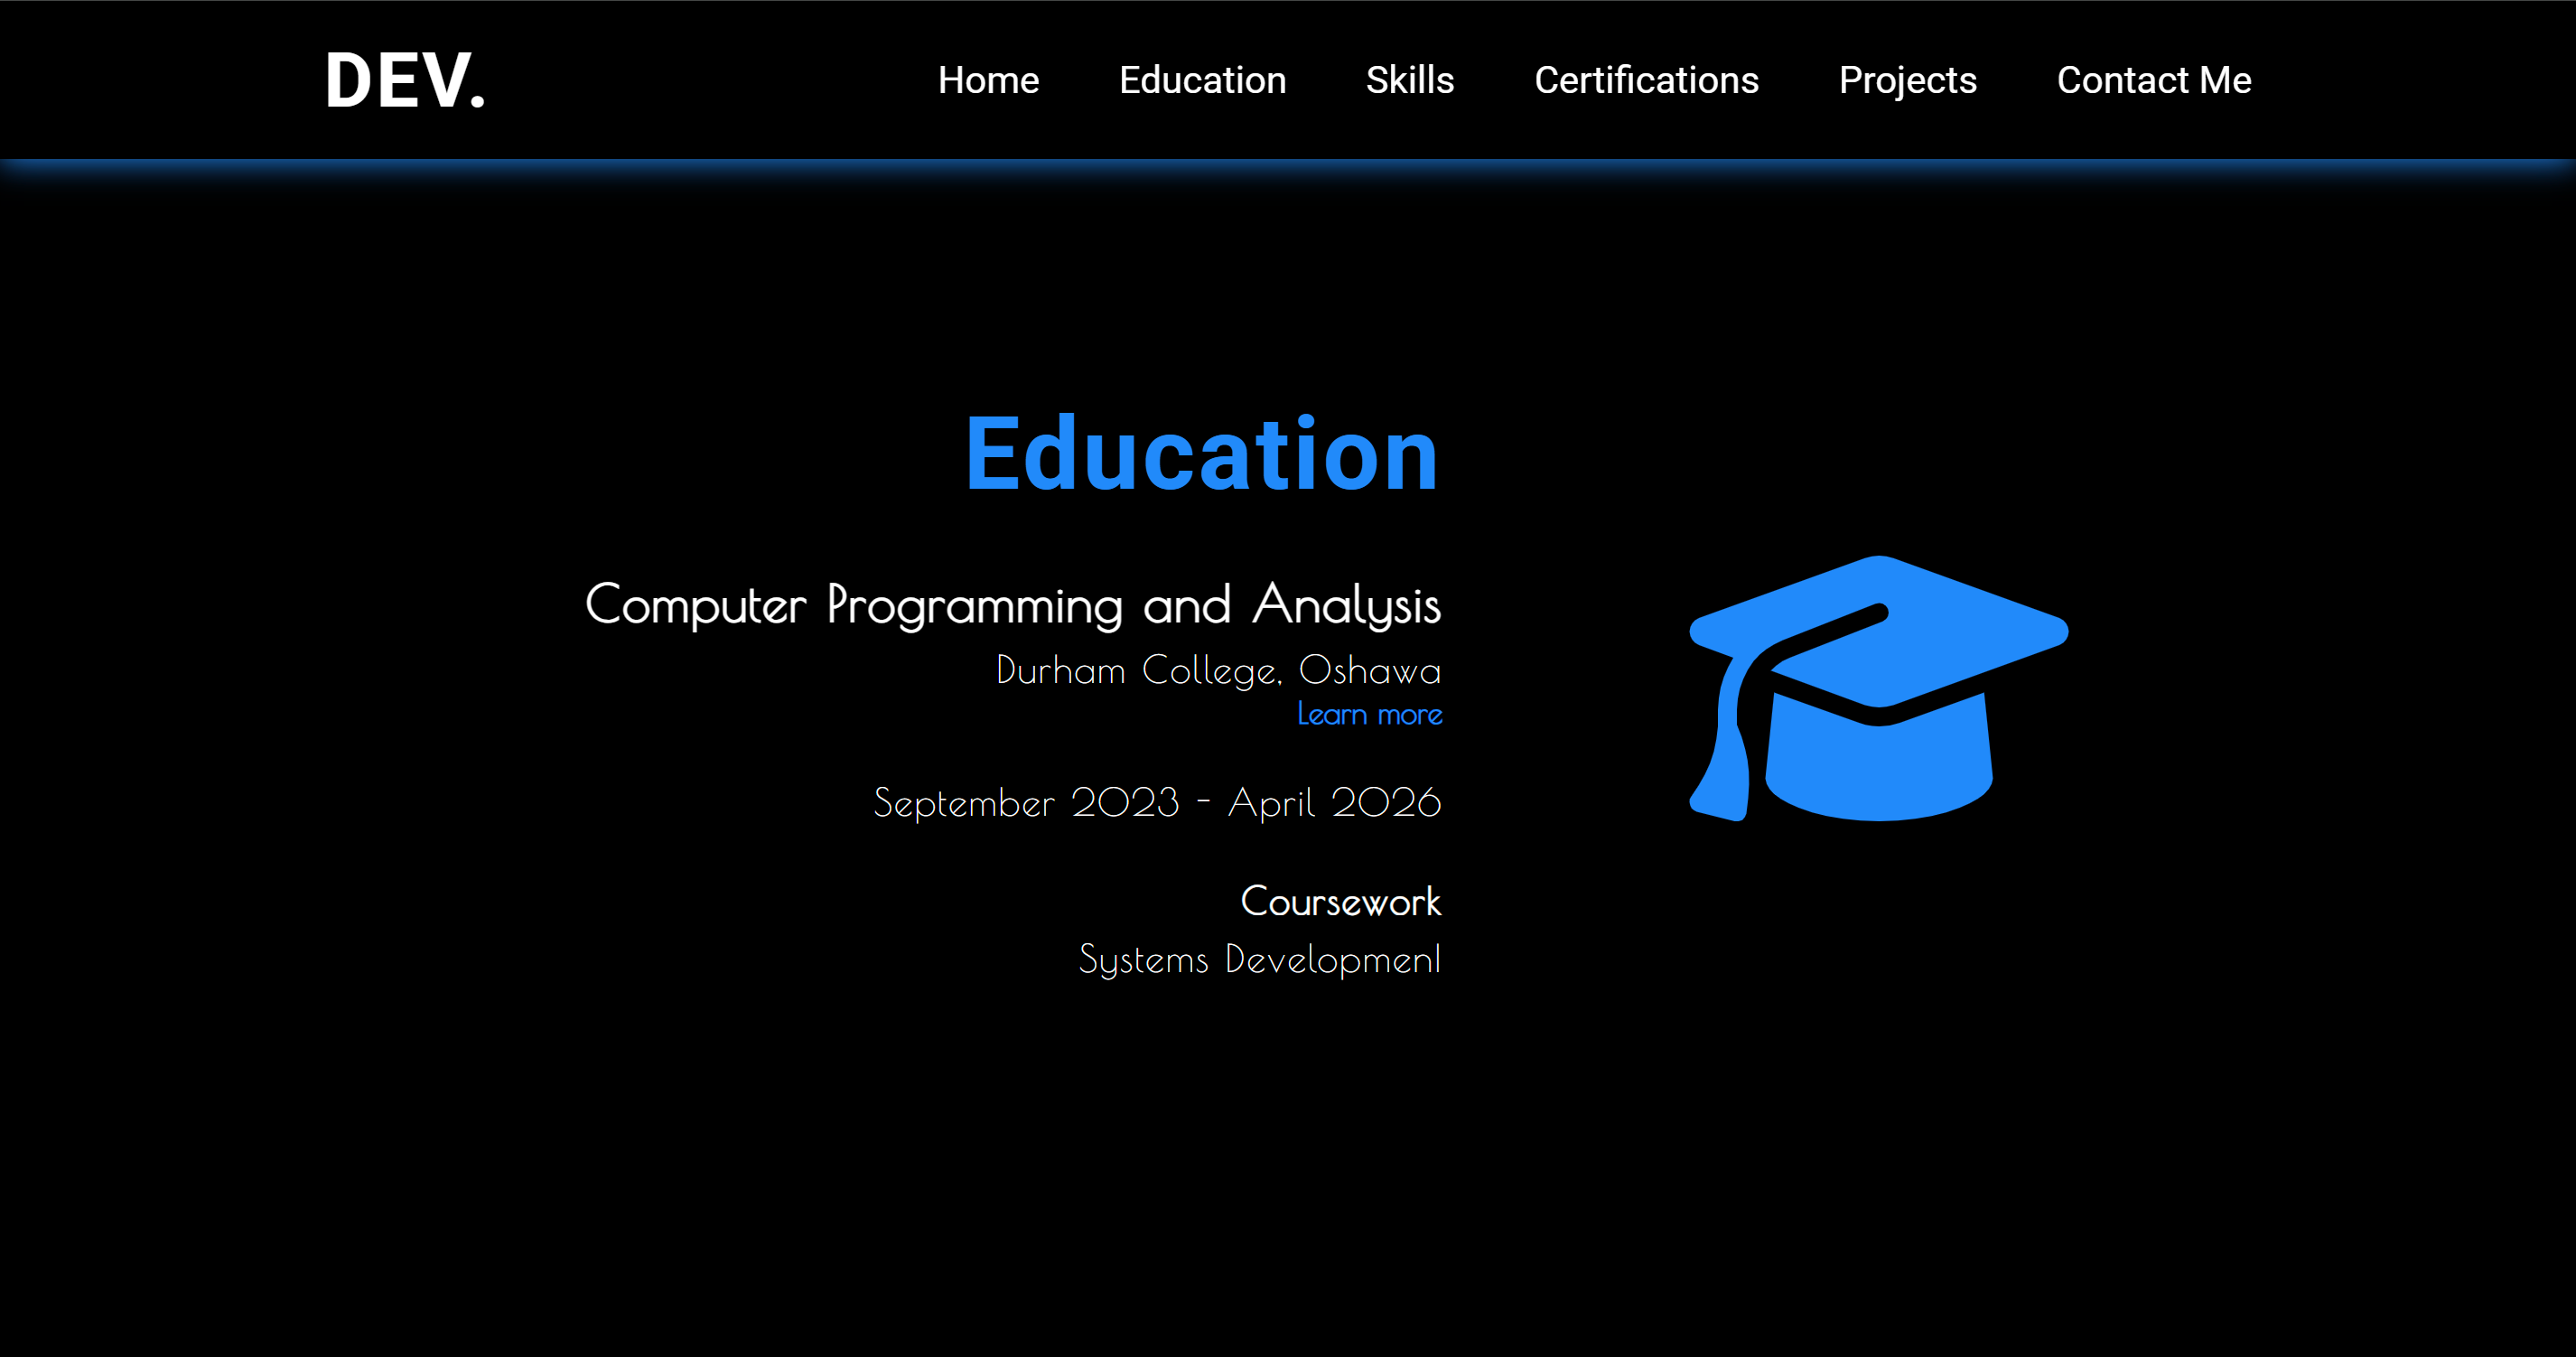 DEV.
Home Education Skills Certifications Projects Contact Me
Education
Computer Programming and Analysis
Durham College, Oshawa
Learn more
September 2023 - April 2026
Coursework
Systems Developmen|